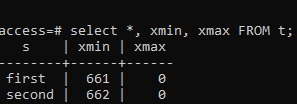 access=# select *, xmin, xmax FROM t;
   s    | xmin | xmax
--------+------+------
 first  |  661 |    0
 second |  662 |    0